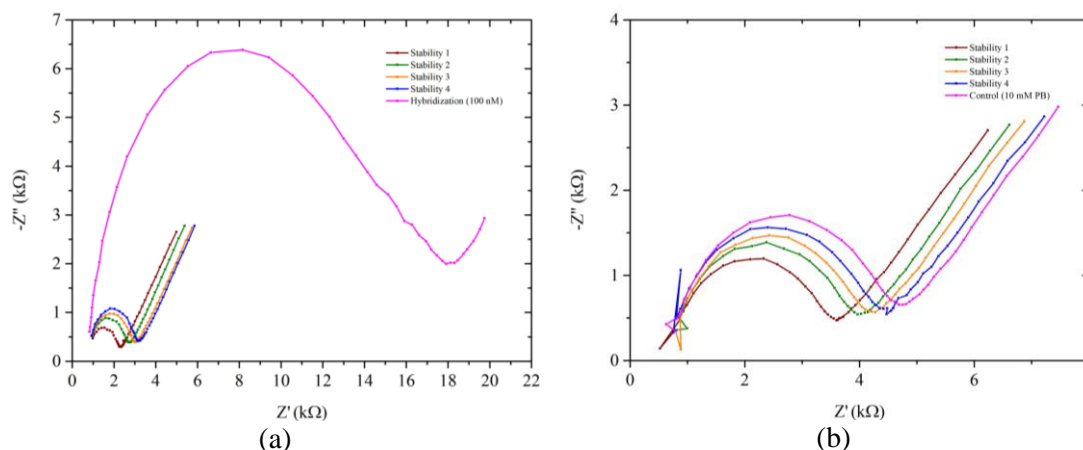 7
6
5
4
3
2
1
0
-Z" (kΩ)
0 2 4 6 8 10 12 14 16 18 20 22
Z' (kΩ)
Stability 1
Stability 2
Stability 3
Stability 4
Hybridization (100 nM)
(a)
4
3
2
1
0
-Z" (kΩ)
0 2 4 6
Z' (kΩ)
Stability 1
Stability 2
Stability 3
Stability 4
Control (10 mM PB)
(b)